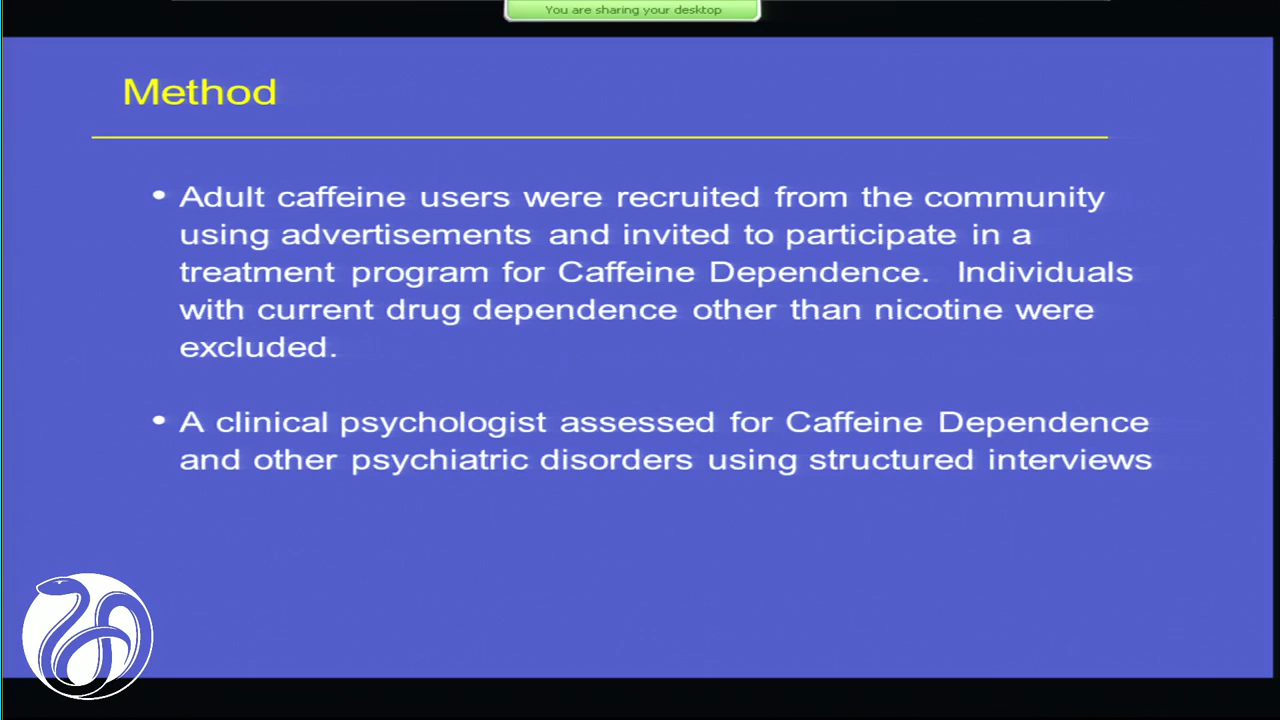 You are sharing your desktop
Method
• Adult caffeine users were recruited from the community
using advertisements and invited to participate in a
treatment program for Caffeine Dependence. Individuals
with current drug dependence other than nicotine were
excluded.
• A clinical psychologist assessed for Caffeine Dependence
and other psychiatric disorders using structured interviews